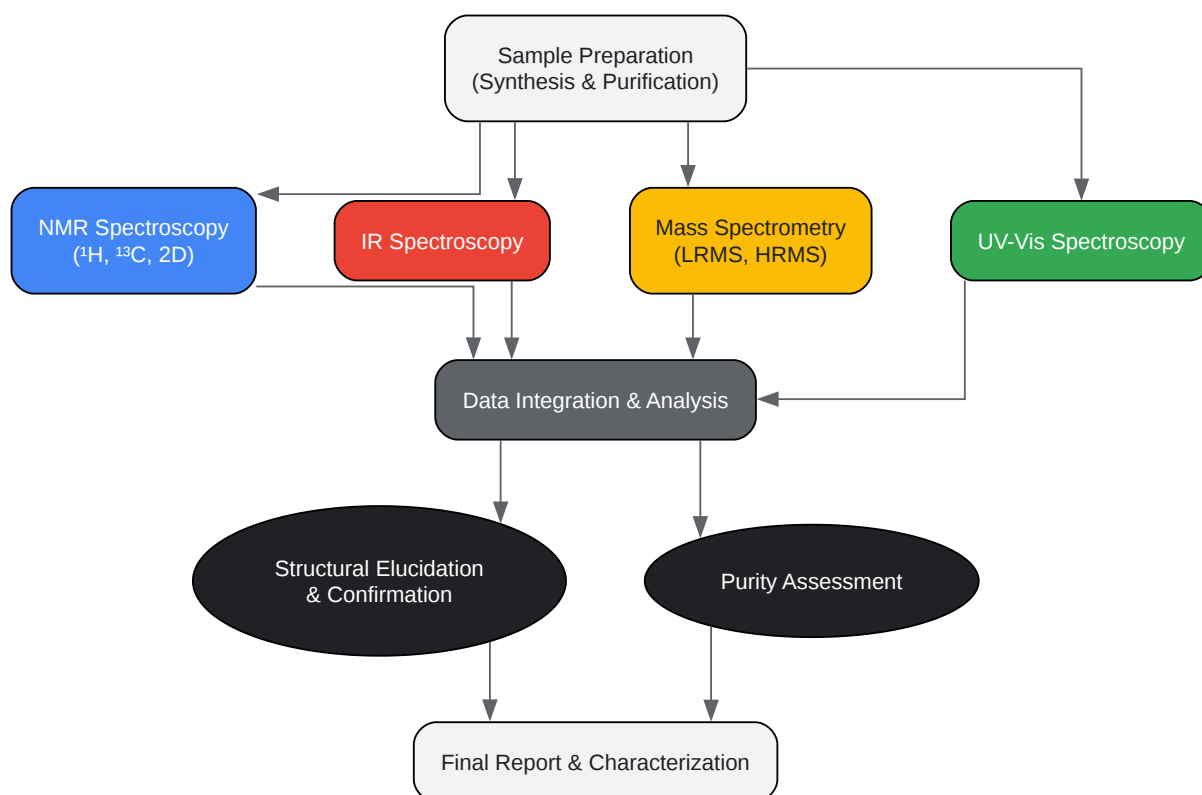 Sample Preparation
(Synthesis & Purification)
NMR Spectroscopy
(¹H, ¹³C, 2D)
IR Spectroscopy
Mass Spectrometry
(LRMS, HRMS)
UV-Vis Spectroscopy
Data Integration & Analysis
Structural Elucidation
& Confirmation
Purity Assessment
Final Report & Characterization